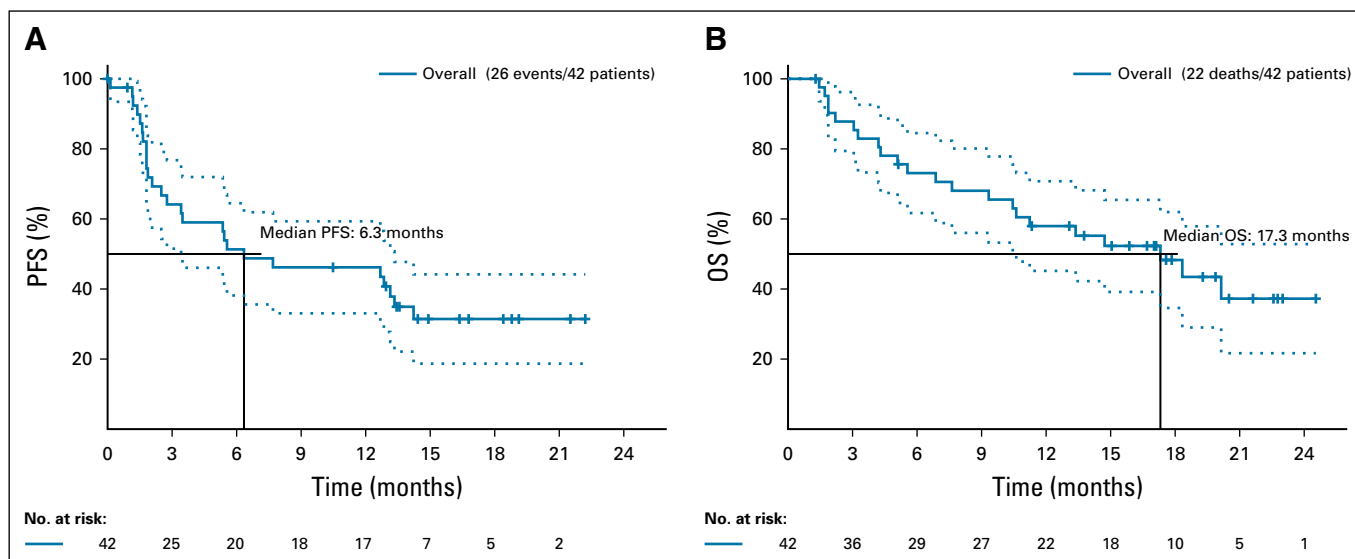 A
Overall (26 events/42 patients)
100
80
60
40
20
PFS (%)
Median PFS: 6.3 months
0 3 6 9 12 15 18 21 24
Time (months)
No. at risk:
42 25 20 18 17 7 5 2
B
Overall (22 deaths/42 patients)
100
80
60
40
20
OS (%)
Median OS: 17.3 months
0 3 6 9 12 15 18 21 24
Time (months)
No. at risk:
42 36 29 27 22 18 10 5 1